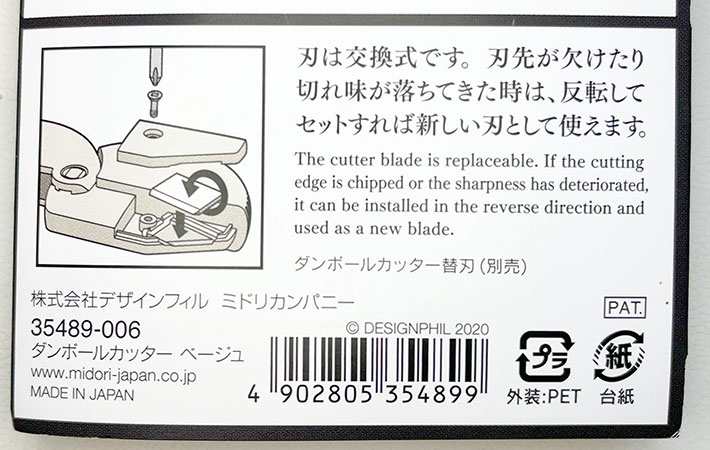 刃は交換式です。刃先が欠けたり
切れ味が落ちてきた時は、反転して
セットすれば新しい刃として使えます。
The cutter blade is replaceable. If the cutting
edge is chipped or the sharpness has deteriorated,
it can be installed in the reverse direction and
used as a new blade.
ダンボールカッター替刃(別売)
株式会社デザインフィル ミドリカンパニー
PAT.
35489-006
© DESIGNPHIL 2020
ダンボールカッター ベージュ
www.midori-japan.co.jp
MADE IN JAPAN
4 902805 354899
プラ
外装:PET
紙
台紙